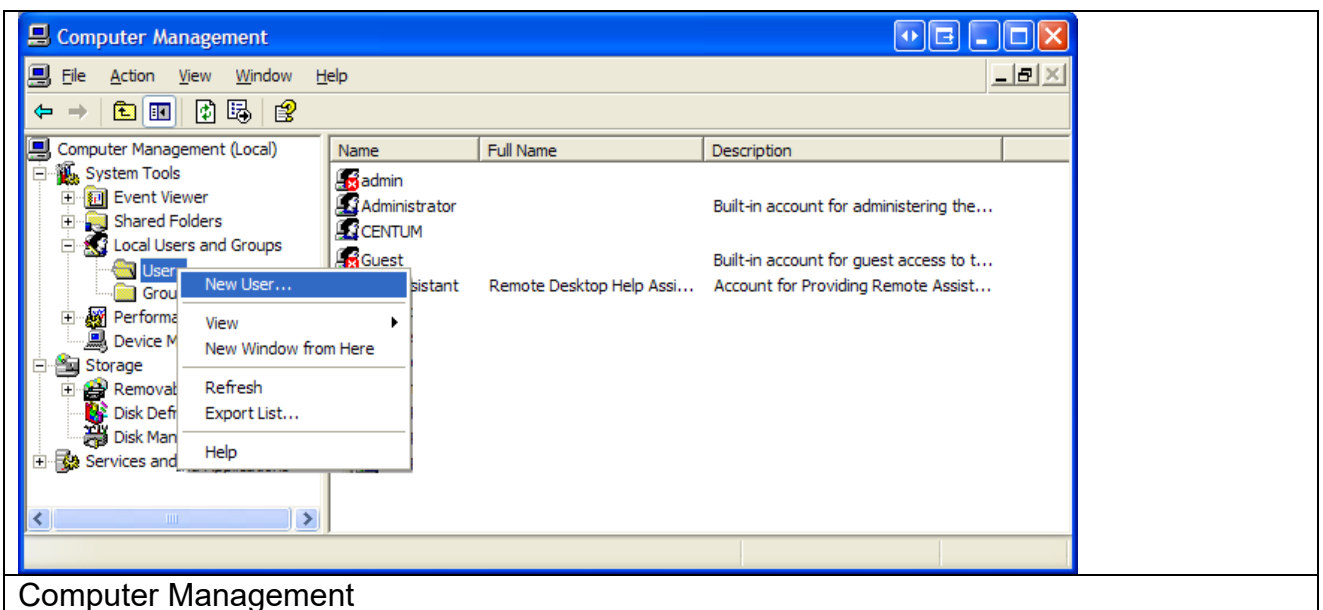 Computer Management
File Action View Window Help
Computer Management (Local)
System Tools
Event Viewer
Shared Folders
Local Users and Groups
User
Grou
Performa
Device M
Storage
Removab
Disk Defr
Disk Man
Services and
New User...
View
New Window from Here
Refresh
Export List...
Help
Name Full Name Description
admin
Administrator Built-in account for administering the...
CENTUM
Guest Built-in account for guest access to t...
sistant Remote Desktop Help Assi... Account for Providing Remote Assist...
Computer Management